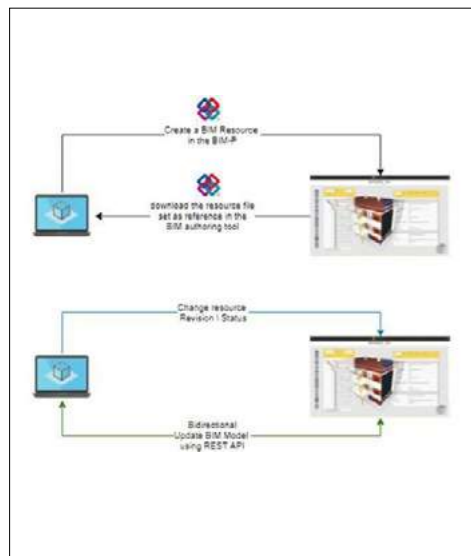 Create a BIM Resource
in the BIM-P
download the resource file
set as reference in the
BIM authoring tool
Change resource
Revision \ Status
Bidirectional
Update BIM Model
using REST API